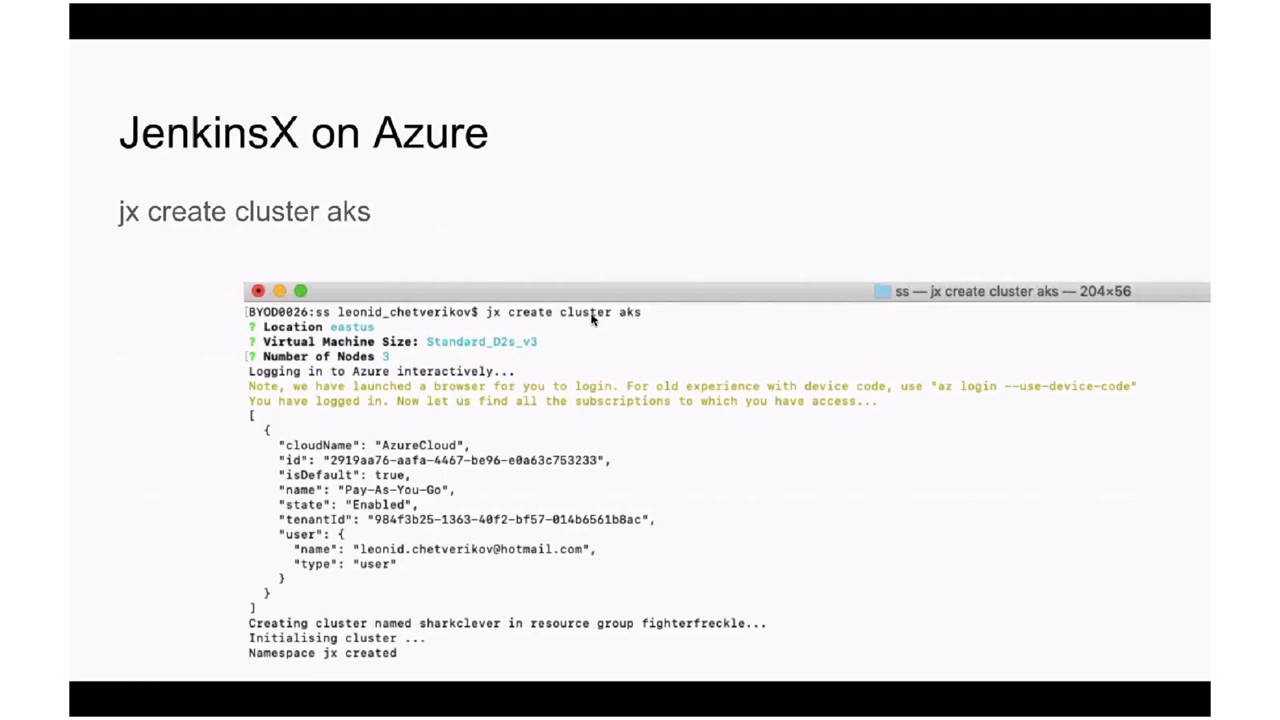 JenkinsX on Azure
jx create cluster aks
ss — jx create cluster aks — 204×56
[BYOD0026:ss leonid_chetverikov$ jx create cluster aks
? Location eastus
? Virtual Machine Size: Standard_D2s_v3
[? Number of Nodes 3
Logging in to Azure interactively...
Note, we have launched a browser for you to login. For old experience with device code, use "az login --use-device-code"
You have logged in. Now let us find all the subscriptions to which you have access...
[
  {
    "cloudName": "AzureCloud",
    "id": "2919aa76-aafa-4467-be96-e0a63c753233",
    "isDefault": true,
    "name": "Pay-As-You-Go",
    "state": "Enabled",
    "tenantId": "984f3b25-1363-40f2-bf57-014b6561b8ac",
    "user": {
      "name": "leonid.chetverikov@hotmail.com",
      "type": "user"
    }
  }
]
Creating cluster named sharkclever in resource group fighterfreckle...
Initialising cluster ...
Namespace jx created